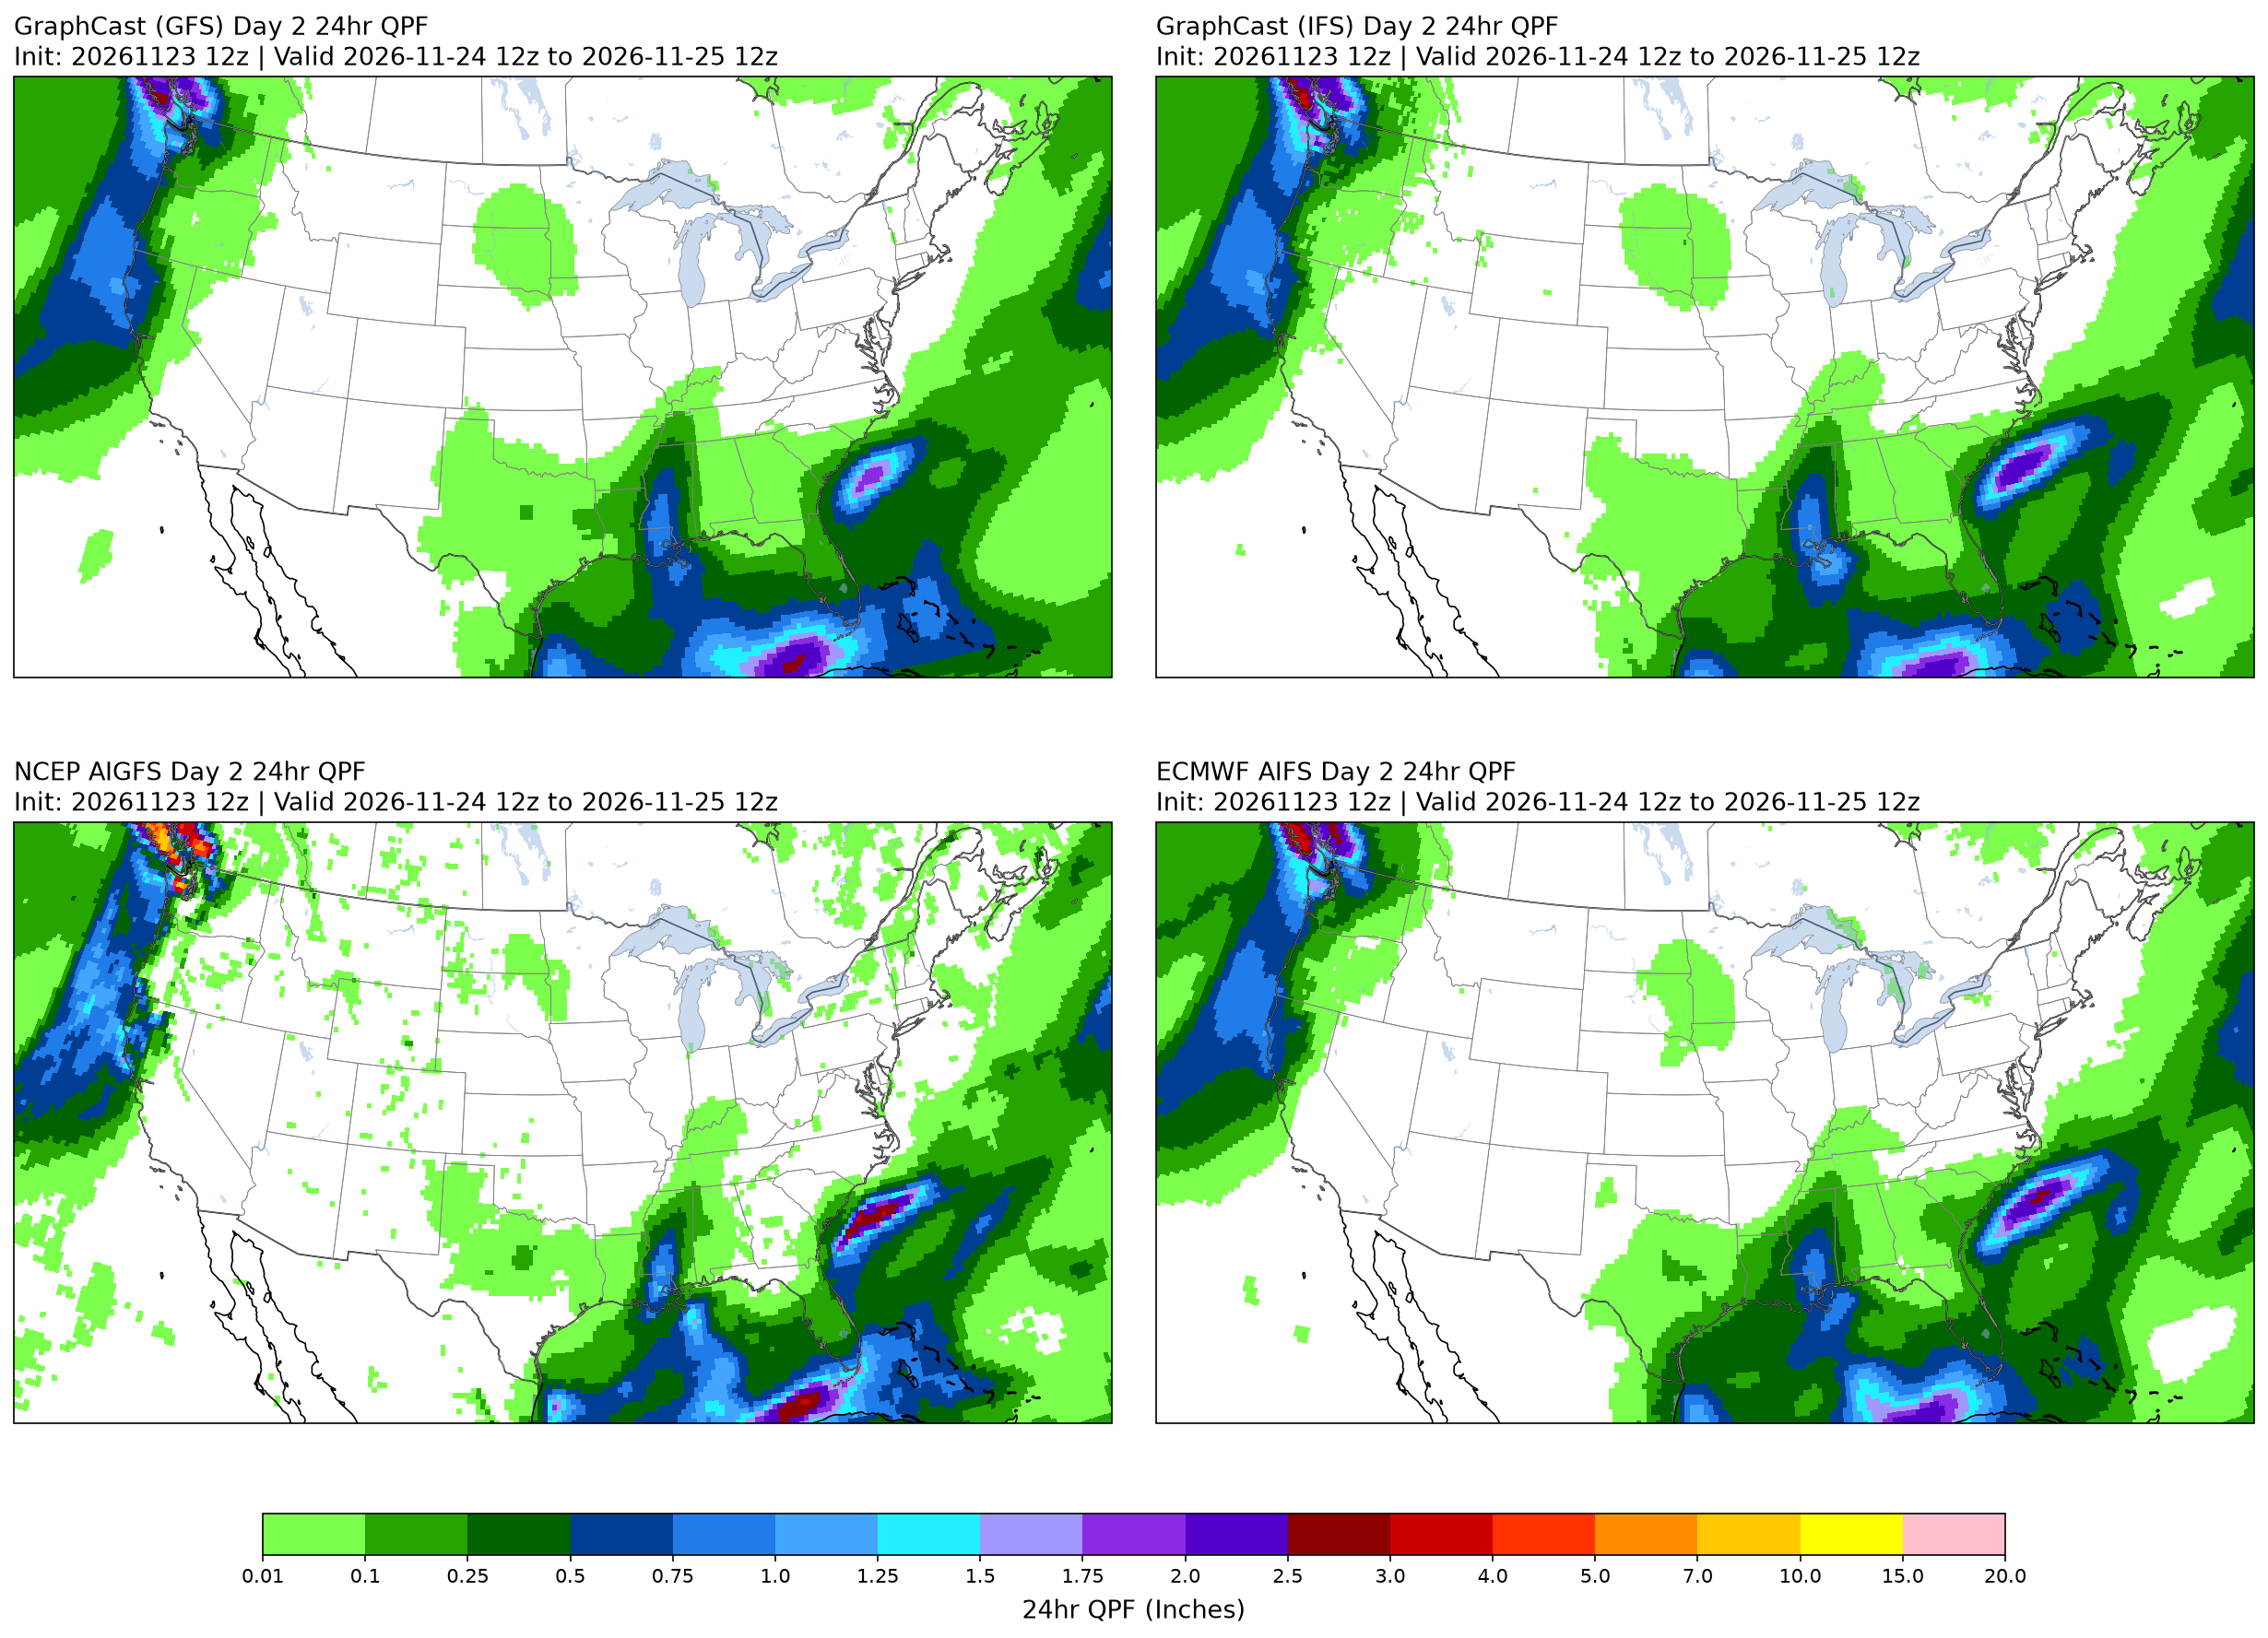 GraphCast (GFS) Day 2 24hr QPF
Init: 20261123 12z | Valid 2026-11-24 12z to 2026-11-25 12z
GraphCast (IFS) Day 2 24hr QPF
Init: 20261123 12z | Valid 2026-11-24 12z to 2026-11-25 12z
NCEP AIGFS Day 2 24hr QPF
Init: 20261123 12z | Valid 2026-11-24 12z to 2026-11-25 12z
ECMWF AIFS Day 2 24hr QPF
Init: 20261123 12z | Valid 2026-11-24 12z to 2026-11-25 12z
0.01 0.1 0.25 0.5 0.75 1.0 1.25 1.5 1.75 2.0 2.5 3.0 4.0 5.0 7.0 10.0 15.0 20.0
24hr QPF (Inches)